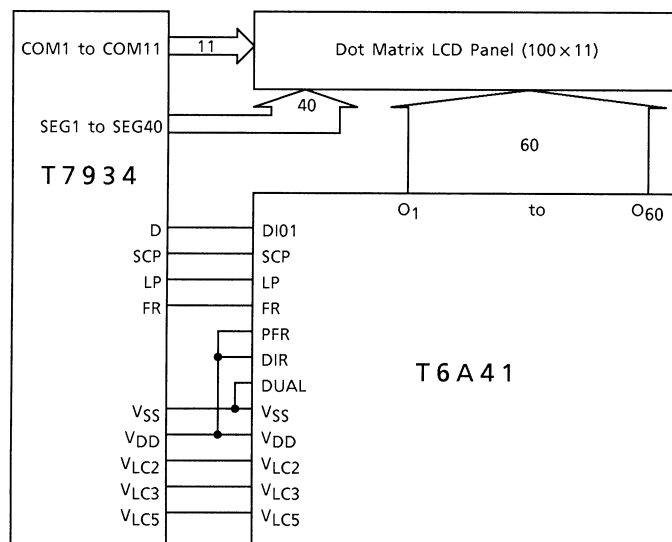 COM1 to COM11 11 Dot Matrix LCD Panel (100×11)
40
SEG1 to SEG40
60
T7934
O1 to O60
D DI01
SCP SCP
LP LP
FR FR
PFR
DIR
T6A41
DUAL
VSS VSS
VDD VDD
VLC2 VLC2
VLC3 VLC3
VLC5 VLC5